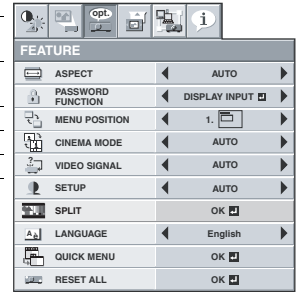 opt.
i
FEATURE
ASPECT AUTO
PASSWORD FUNCTION DISPLAY INPUT
MENU POSITION 1.
CINEMA MODE AUTO
VIDEO SIGNAL AUTO
SETUP AUTO
SPLIT OK
LANGUAGE English
QUICK MENU OK
RESET ALL OK